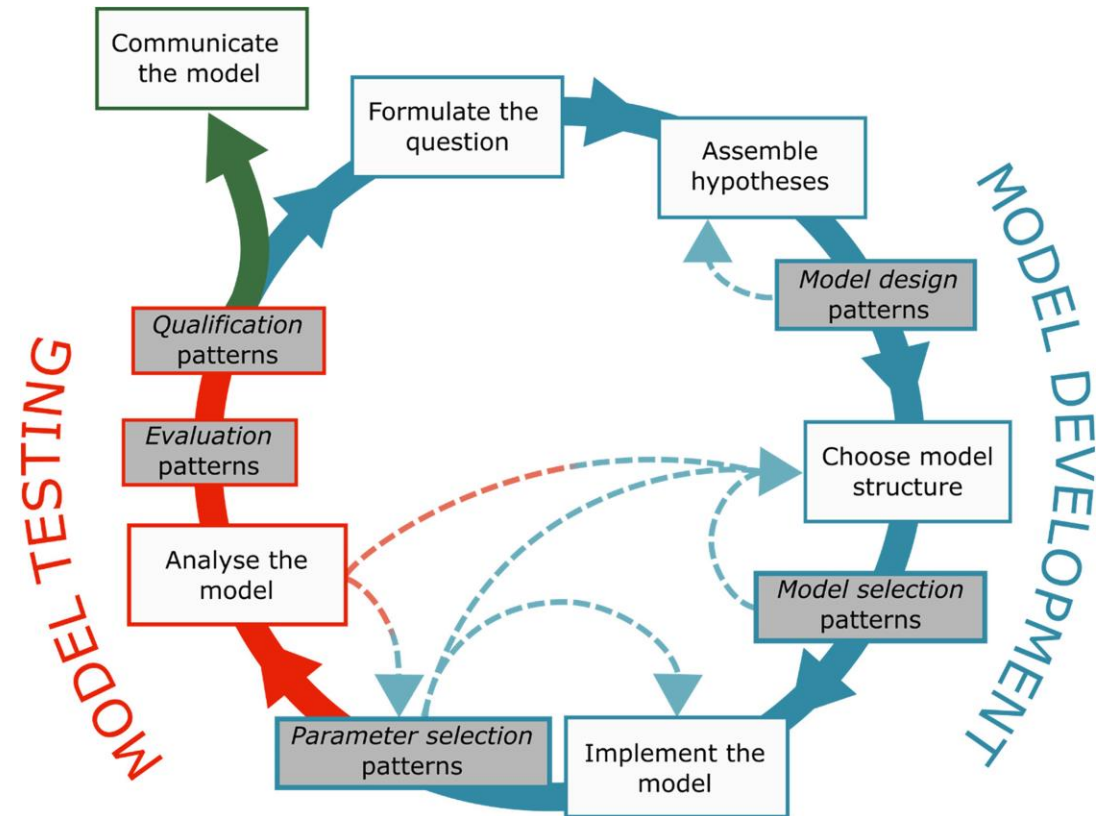 Communicate
the model
Formulate the
question
Assemble
hypotheses
Model design
patterns
Choose model
structure
Model selection
patterns
Implement the
model
Parameter selection
patterns
Analyse the
model
Evaluation
patterns
Qualification
patterns
MODEL TESTING
MODEL DEVELOPMENT